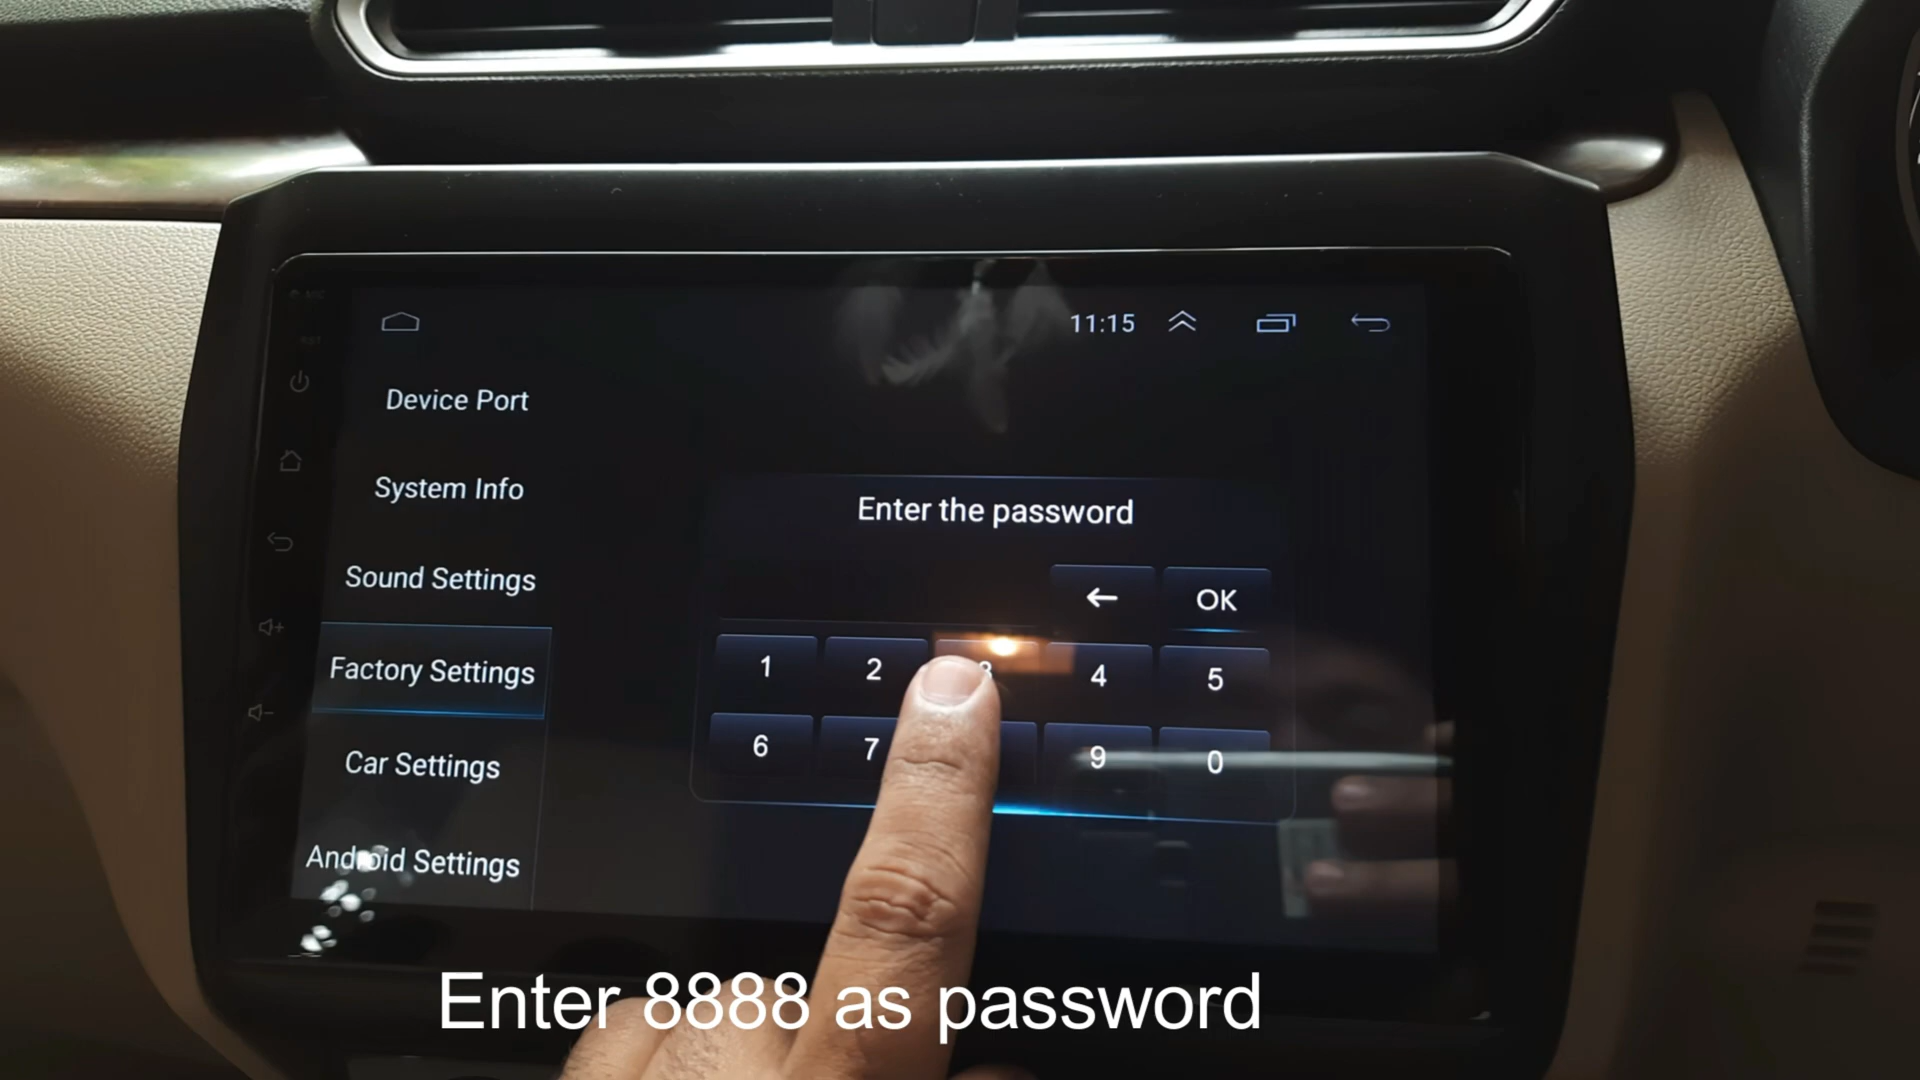 11:15
Device Port
System Info
Sound Settings
Factory Settings
Car Settings
Android Settings
Enter the password
OK
1 2 3 4 5
6 7 9 0
Enter 8888 as password